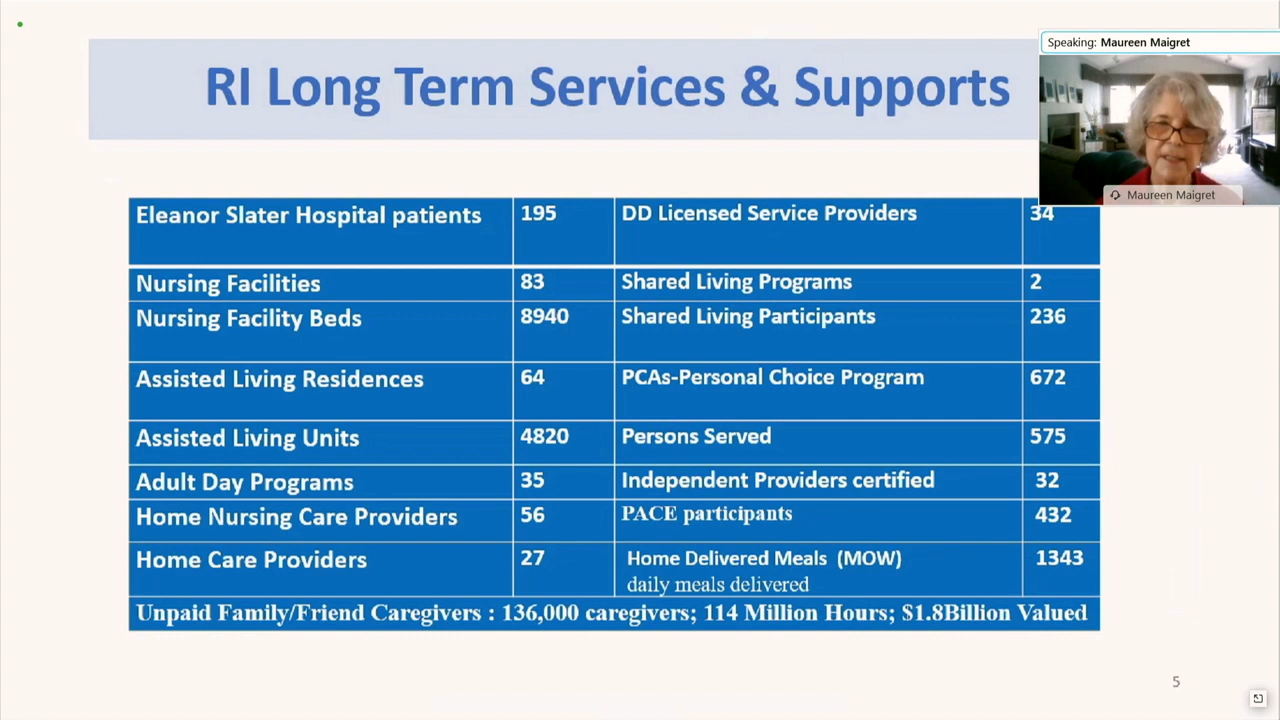 Speaking: Maureen Maigret
RI Long Term Services & Supports
Maureen Maigret
Eleanor Slater Hospital patients 195 DD Licensed Service Providers 34
Nursing Facilities 83 Shared Living Programs 2
Nursing Facility Beds 8940 Shared Living Participants 236
Assisted Living Residences 64 PCAs-Personal Choice Program 672
Assisted Living Units 4820 Persons Served 575
Adult Day Programs 35 Independent Providers certified 32
Home Nursing Care Providers 56 PACE participants 432
Home Care Providers 27 Home Delivered Meals (MOW) 1343
daily meals delivered
Unpaid Family/Friend Caregivers : 136,000 caregivers; 114 Million Hours; $1.8Billion Valued
5